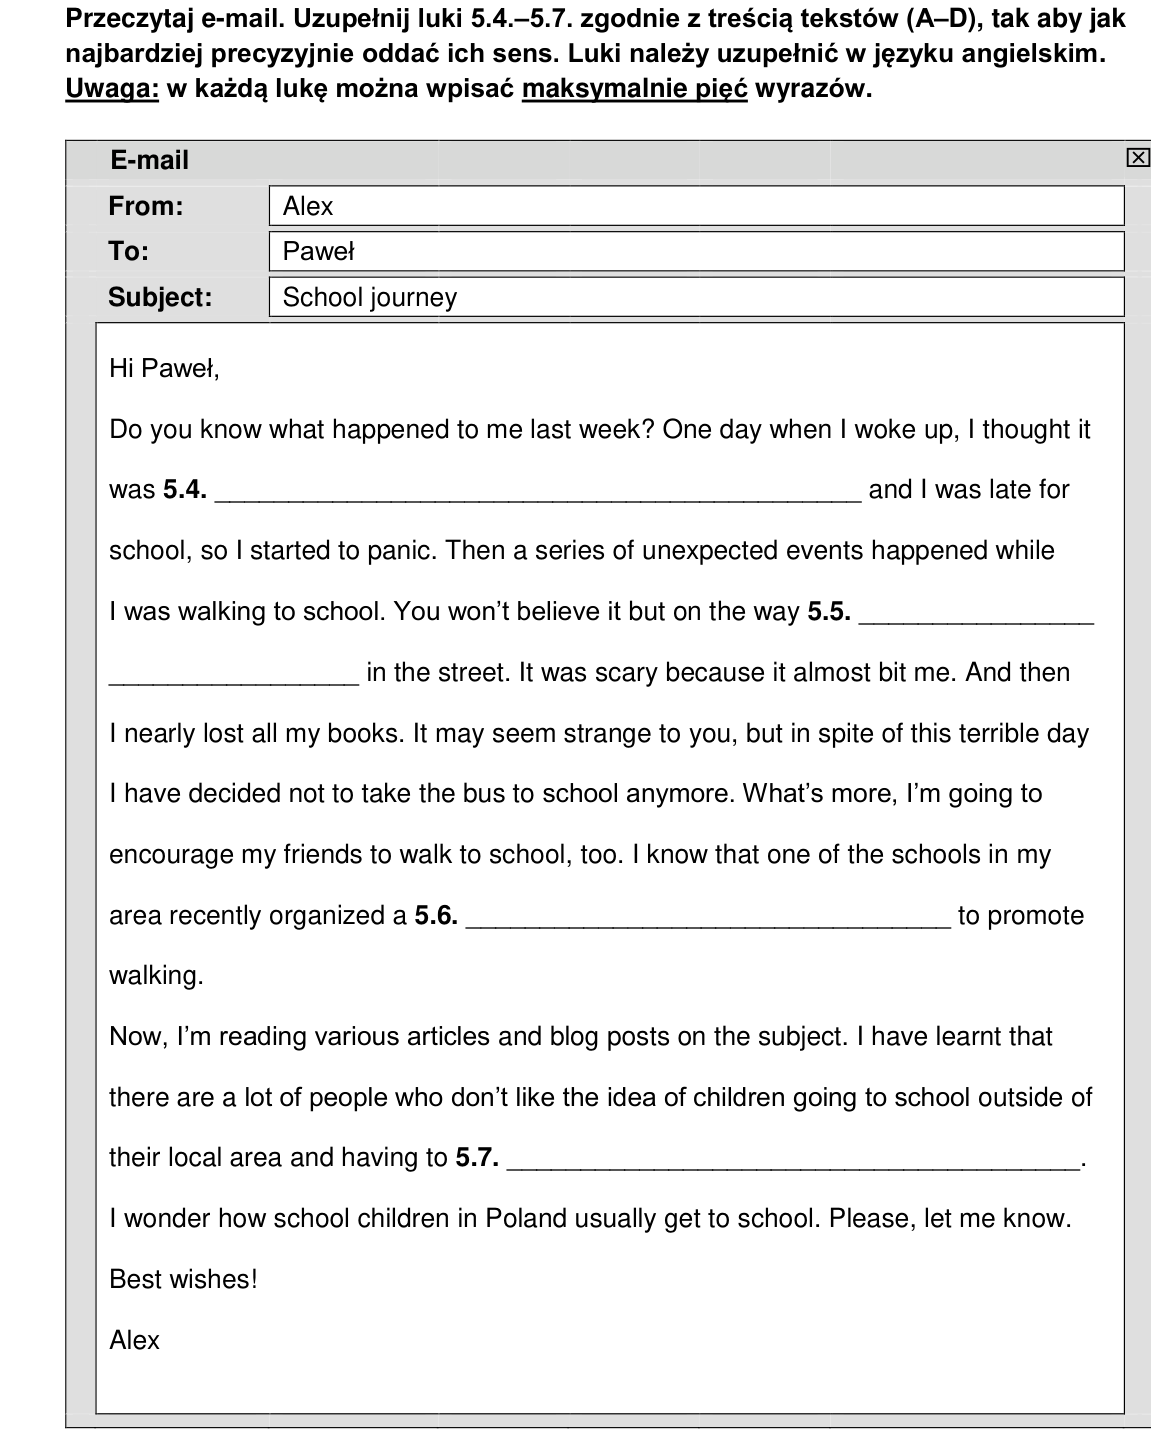 Przeczytaj e-mail. Uzupełnij luki 5.4.–5.7. zgodnie z treścią tekstów (A–D), tak aby jak
najbardziej precyzyjnie oddać ich sens. Luki należy uzupełnić w języku angielskim.
Uwaga: w każdą lukę można wpisać maksymalnie pięć wyrazów.
E-mail
From: Alex
To: Paweł
Subject: School journey
Hi Paweł,
Do you know what happened to me last week? One day when I woke up, I thought it
was 5.4. ____________________________________________ and I was late for
school, so I started to panic. Then a series of unexpected events happened while
I was walking to school. You won’t believe it but on the way 5.5. ________________
_________________ in the street. It was scary because it almost bit me. And then
I nearly lost all my books. It may seem strange to you, but in spite of this terrible day
I have decided not to take the bus to school anymore. What’s more, I’m going to
encourage my friends to walk to school, too. I know that one of the schools in my
area recently organized a 5.6. _________________________________ to promote
walking.
Now, I’m reading various articles and blog posts on the subject. I have learnt that
there are a lot of people who don’t like the idea of children going to school outside of
their local area and having to 5.7. _______________________________________.
I wonder how school children in Poland usually get to school. Please, let me know.
Best wishes!
Alex